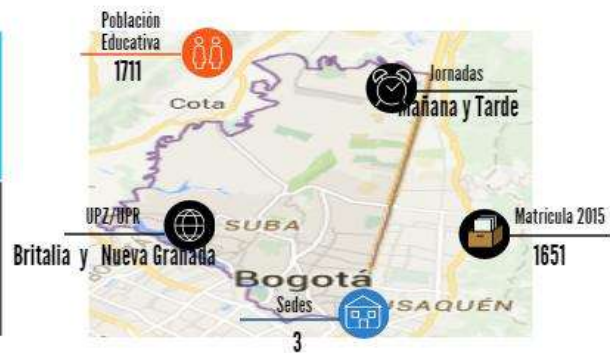 Población
Educativa
1711
Jornadas
Mañana y Tarde
Cota
UPZ/UPR
Britalia y Nueva Granada
SUBA
Matricula 2015
1651
Bogotá
Sedes
USAQUÉN
3